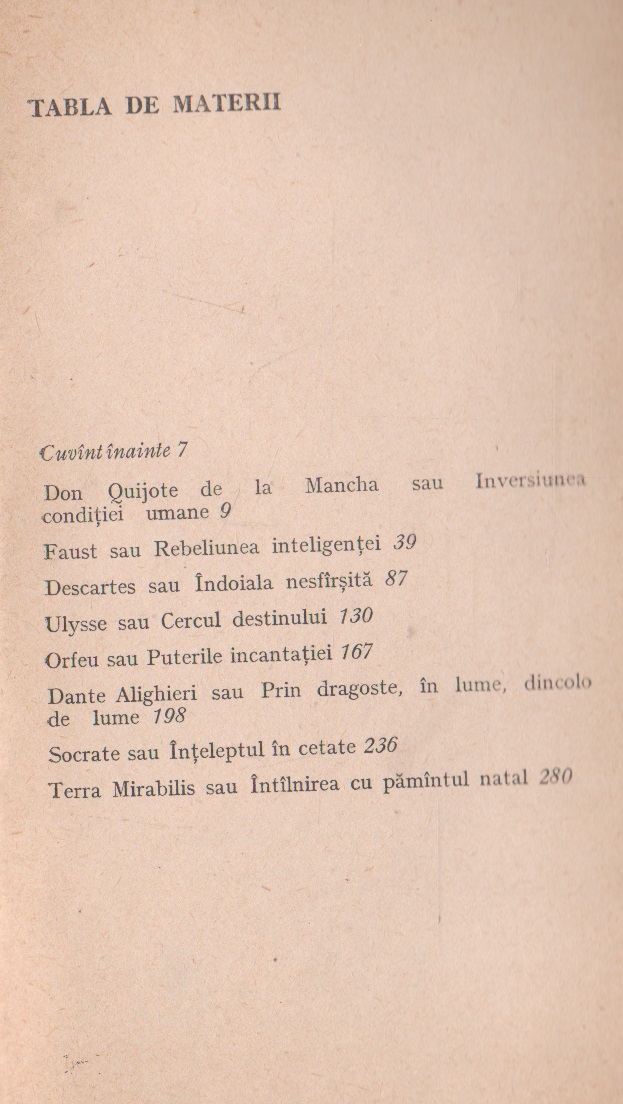 TABLA DE MATERII
Cuvînt înainte 7
Don Quijote de la Mancha sau Inversiunea
condiției umane 9
Faust sau Rebeliunea inteligenței 39
Descartes sau Îndoiala nesfîrșită 87
Ulysse sau Cercul destinului 130
Orfeu sau Puterile incantației 167
Dante Alighieri sau Prin dragoste, în lume, dincolo
de lume 198
Socrate sau Înțeleptul în cetate 236
Terra Mirabilis sau Întîlnirea cu pămîntul natal 280